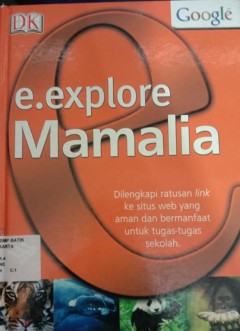 DK
Google
e.explore
Mamalia
Dilengkapi ratusan link
ke situs web yang
aman dan bermanfaat
untuk tugas-tugas
sekolah.